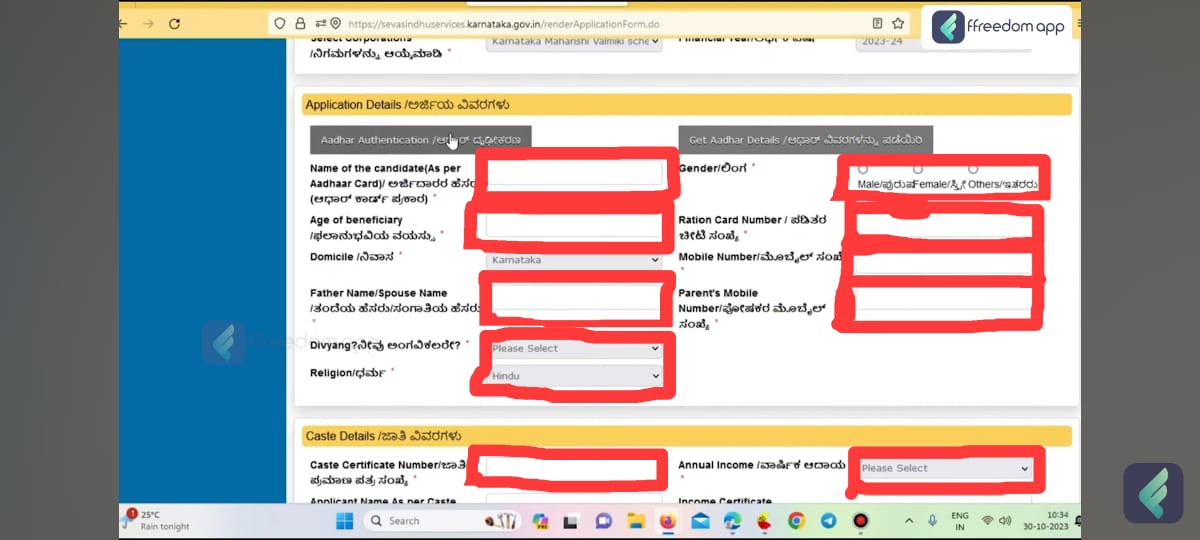 https://sevasindhuservices.karnataka.gov.in/renderApplicationForm.do
ffreedom app
Select Corporations
/ನಿಗಮಗಳನ್ನು ಆಯ್ಕೆಮಾಡಿ *
Karnataka Maharishi Valmiki sche
2023-24
Application Details /ಅರ್ಜಿಯ ವಿವರಗಳು
Aadhar Authentication /ಆಧಾರ್ ದೃಢೀಕರಣ
Get Aadhar Details /ಆಧಾರ್ ವಿವರಗಳನ್ನು ಪಡೆಯಿರಿ
Name of the candidate(As per
Aadhaar Card)/ ಅರ್ಜಿದಾರರ ಹೆಸರ
(ಆಧಾರ್ ಕಾರ್ಡ್ ಪ್ರಕಾರ) *
Gender/ಲಿಂಗ *
Male/ಪುರುಷ Female/ಸ್ತ್ರೀ Others/ಇತರರು
Age of beneficiary
/ಫಲಾನುಭವಿಯ ವಯಸ್ಸು *
Ration Card Number / ಪಡಿತರ
ಚೀಟಿ ಸಂಖ್ಯೆ *
Domicile /ನಿವಾಸ *
Karnataka
Mobile Number/ಮೊಬೈಲ್ ಸಂಖ
*
Father Name/Spouse Name
/ತಂದೆಯ ಹೆಸರು/ಸಂಗಾತಿಯ ಹೆಸರು
*
Parent's Mobile
Number/ಪೋಷಕರ ಮೊಬೈಲ್
ಸಂಖ್ಯೆ *
ffreedom app
Divyang?ನೀವು ಅಂಗವಿಕಲರೇ? *
Please Select
Religion/ಧರ್ಮ *
Hindu
Caste Details /ಜಾತಿ ವಿವರಗಳು
Caste Certificate Number/ಜಾತಿ
ಪ್ರಮಾಣ ಪತ್ರ ಸಂಖ್ಯೆ *
Annual Income /ವಾರ್ಷಿಕ ಆದಾಯ
*
Please Select
Applicant Name As per Caste
Income Certificate
1
25°C
Rain tonight
Search
ENG
IN
10:34
30-10-2023